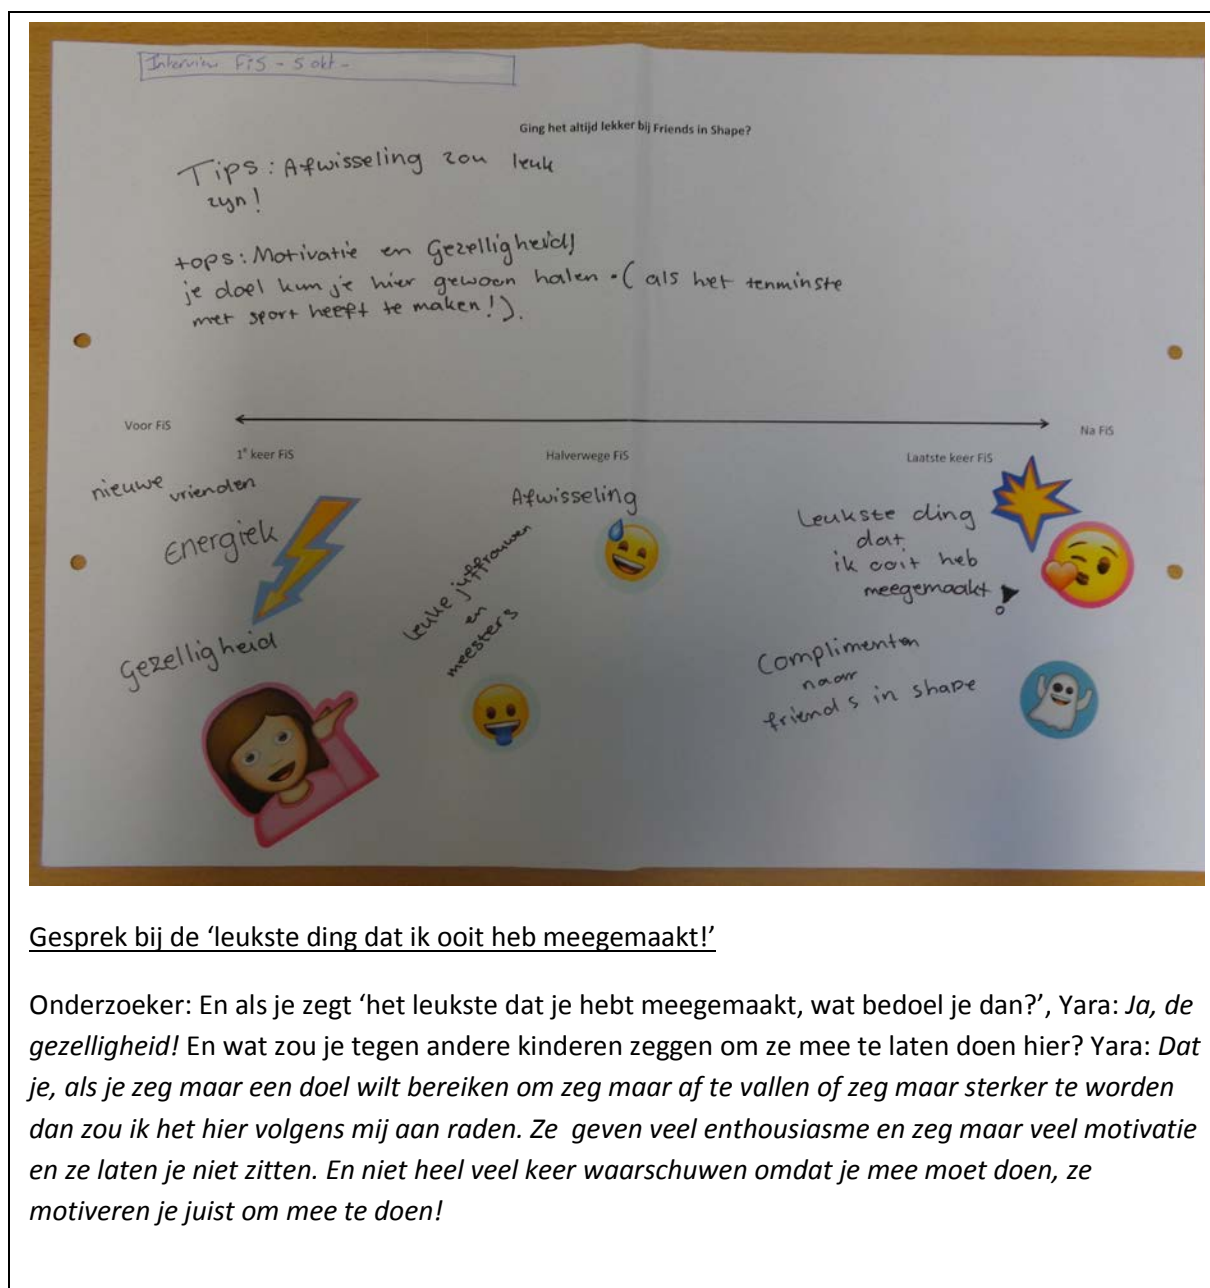 Interview FiS - 5 okt -
Ging het altijd lekker bij Friends in Shape?
Tips: Afwisseling zou leuk
zyn!
tops: Motivatie en Gezelligheid,
je doel kun je hier gewoon halen. (als het tenminste
met sport heeft te maken!).
Voor FiS
Na FiS
1e keer FiS
Halverwege FiS
Laatste keer FiS
nieuwe
vrienden
Energiek
Gezelligheid
Afwisseling
leuke juffrouwen
en
meesters
Leukste ding
dat
ik ooit heb
meegemaakt!
Complimenten
naar
friends in shape
Gesprek bij de ‘leukste ding dat ik ooit heb meegemaakt!’
Onderzoeker: En als je zegt ‘het leukste dat je hebt meegemaakt, wat bedoel je dan?’, Yara: Ja, de
gezelligheid! En wat zou je tegen andere kinderen zeggen om ze mee te laten doen hier? Yara: Dat
je, als je zeg maar een doel wilt bereiken om zeg maar af te vallen of zeg maar sterker te worden
dan zou ik het hier volgens mij aan raden. Ze geven veel enthousiasme en zeg maar veel motivatie
en ze laten je niet zitten. En niet heel veel keer waarschuwen omdat je mee moet doen, ze
motiveren je juist om mee te doen!